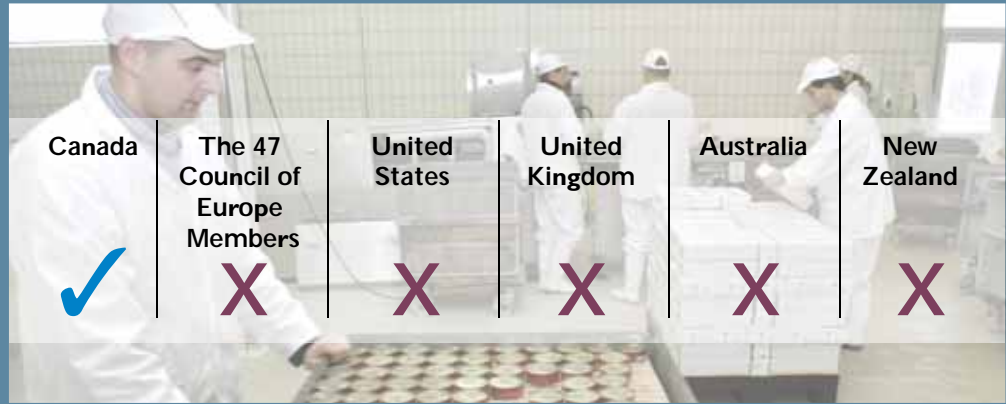 Canada
The 47
Council of
Europe
Members
United
States
United
Kingdom
Australia
New
Zealand
✓ X X X X X